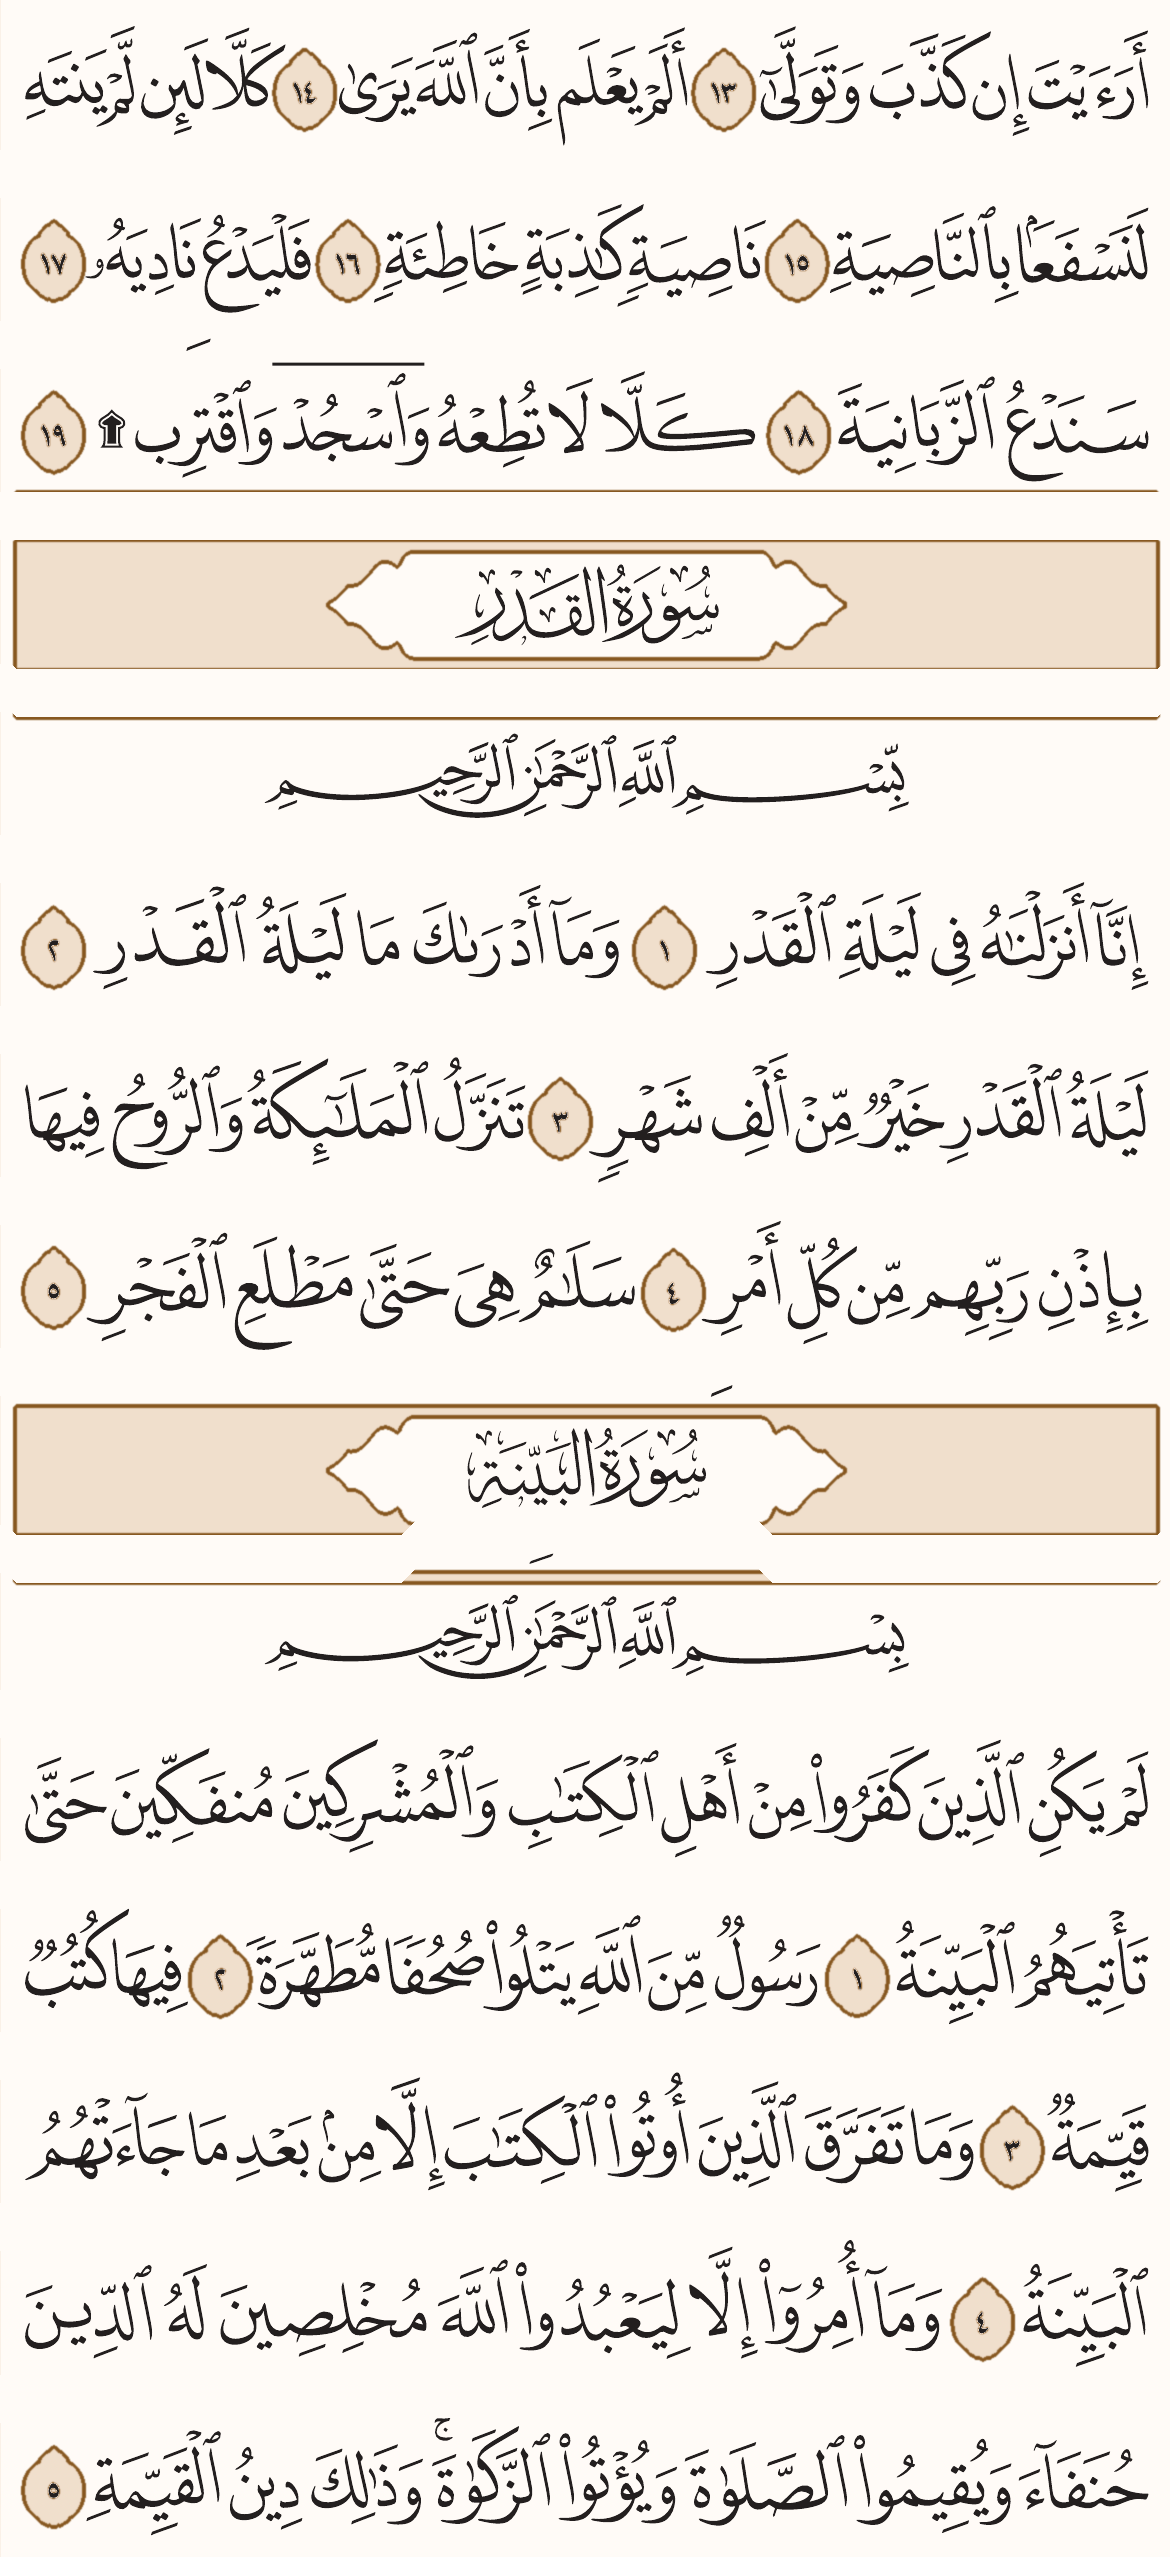 أَرَءَيۡتَ إِن كَذَّبَ وَتَوَلَّىٰٓ ١٣ أَلَمۡ يَعۡلَم بِأَنَّ ٱللَّهَ يَرَىٰ ١٤ كَلَّا لَئِن لَّمۡ يَنتَهِ
لَنَسۡفَعَۢا بِٱلنَّاصِيَةِ ١٥ نَاصِيَةٖ كَٰذِبَةٍ خَاطِئَةٖ ١٦ فَلۡيَدۡعُ نَادِيَهُۥ ١٧
سَنَدۡعُ ٱلزَّبَانِيَةَ ١٨ كَلَّا لَا تُطِعۡهُ وَٱسۡجُدۡۤ وَٱقۡتَرِب ۩ ١٩
سُورَةُ القَدۡرِ
بِّسۡمِ ٱللَّهِ ٱلرَّحۡمَٰنِ ٱلرَّحِيمِ
إِنَّآ أَنزَلۡنَٰهُ فِي لَيۡلَةِ ٱلۡقَدۡرِ ١ وَمَآ أَدۡرَىٰكَ مَا لَيۡلَةُ ٱلۡقَدۡرِ ٢
لَيۡلَةُ ٱلۡقَدۡرِ خَيۡرٞ مِّنۡ أَلۡفِ شَهۡرٖ ٣ تَنَزَّلُ ٱلۡمَلَٰٓئِكَةُ وَٱلرُّوحُ فِيهَا
بِإِذۡنِ رَبِّهِم مِّن كُلِّ أَمۡرٖ ٤ سَلَٰمٌ هِيَ حَتَّىٰ مَطۡلَعِ ٱلۡفَجۡرِ ٥
سُورَةُ البَيِّنَةِ
بِسۡمِ ٱللَّهِ ٱلرَّحۡمَٰنِ ٱلرَّحِيمِ
لَمۡ يَكُنِ ٱلَّذِينَ كَفَرُواْ مِنۡ أَهۡلِ ٱلۡكِتَٰبِ وَٱلۡمُشۡرِكِينَ مُنفَكِّينَ حَتَّىٰ
تَأۡتِيَهُمُ ٱلۡبَيِّنَةُ ١ رَسُولٞ مِّنَ ٱللَّهِ يَتۡلُواْ صُحُفٗا مُّطَهَّرَةٗ ٢ فِيهَا كُتُبٞ
قَيِّمَةٞ ٣ وَمَا تَفَرَّقَ ٱلَّذِينَ أُوتُواْ ٱلۡكِتَٰبَ إِلَّا مِنۢ بَعۡدِ مَا جَآءَتۡهُمُ
ٱلۡبَيِّنَةُ ٤ وَمَآ أُمِرُوٓاْ إِلَّا لِيَعۡبُدُواْ ٱللَّهَ مُخۡلِصِينَ لَهُ ٱلدِّينَ
حُنَفَآءَ وَيُقِيمُواْ ٱلصَّلَوٰةَ وَيُؤۡتُواْ ٱلزَّكَوٰةَۚ وَذَٰلِكَ دِينُ ٱلۡقَيِّمَةِ ٥